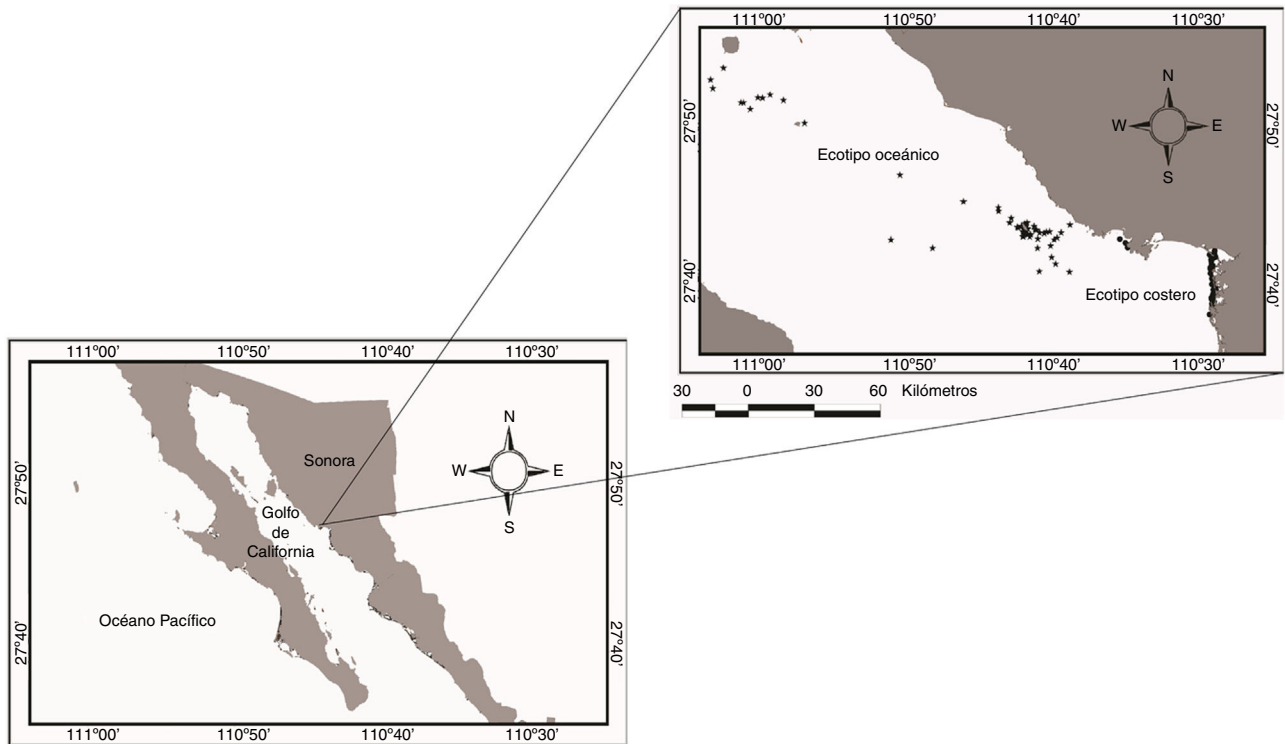 111°00'
110°50'
110°40'
110°30'
27°50'
27°50'
N
W
E
S
Ecotipo oceánico
Ecotipo costero
27°40'
27°40'
111°00'
110°50'
110°40'
110°30'
30
0
30
60
Kilómetros
111°00'
110°50'
110°40'
110°30'
27°50'
27°50'
N
W
E
S
Sonora
Golfo
de
California
Océano Pacífico
27°40'
27°40'
111°00'
110°50'
110°40'
110°30'